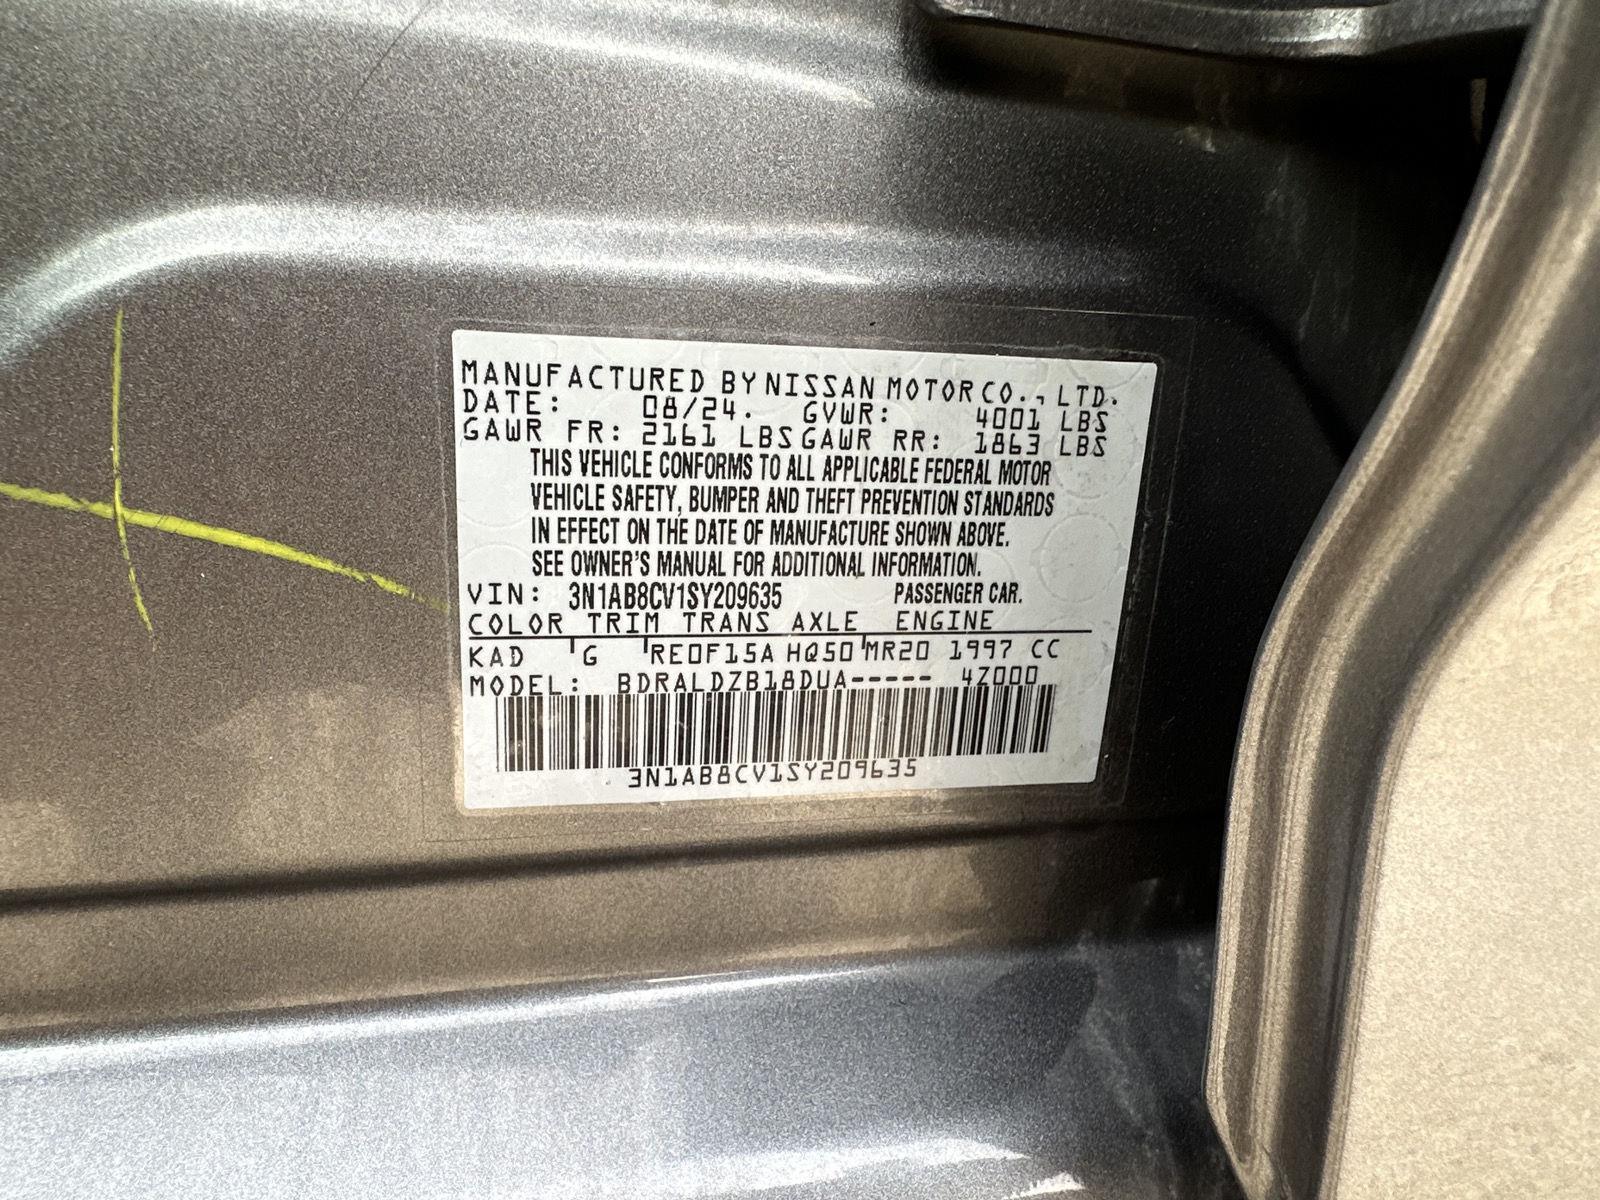 MANUFACTURED BY NISSAN MOTOR CO., LTD.
DATE: 08/24. GVWR: 4001 LBS
GAWR FR: 2161 LBS GAWR RR: 1863 LBS
THIS VEHICLE CONFORMS TO ALL APPLICABLE FEDERAL MOTOR
VEHICLE SAFETY, BUMPER AND THEFT PREVENTION STANDARDS
IN EFFECT ON THE DATE OF MANUFACTURE SHOWN ABOVE.
SEE OWNER'S MANUAL FOR ADDITIONAL INFORMATION.
VIN: 3N1AB8CV1SY209635 PASSENGER CAR.
COLOR TRIM TRANS AXLE ENGINE
KAD G RE0F15A HQ50 MR20 1997 CC
MODEL: BDRALDZB18DUA----- 4Z000
3N1AB8CV1SY209635